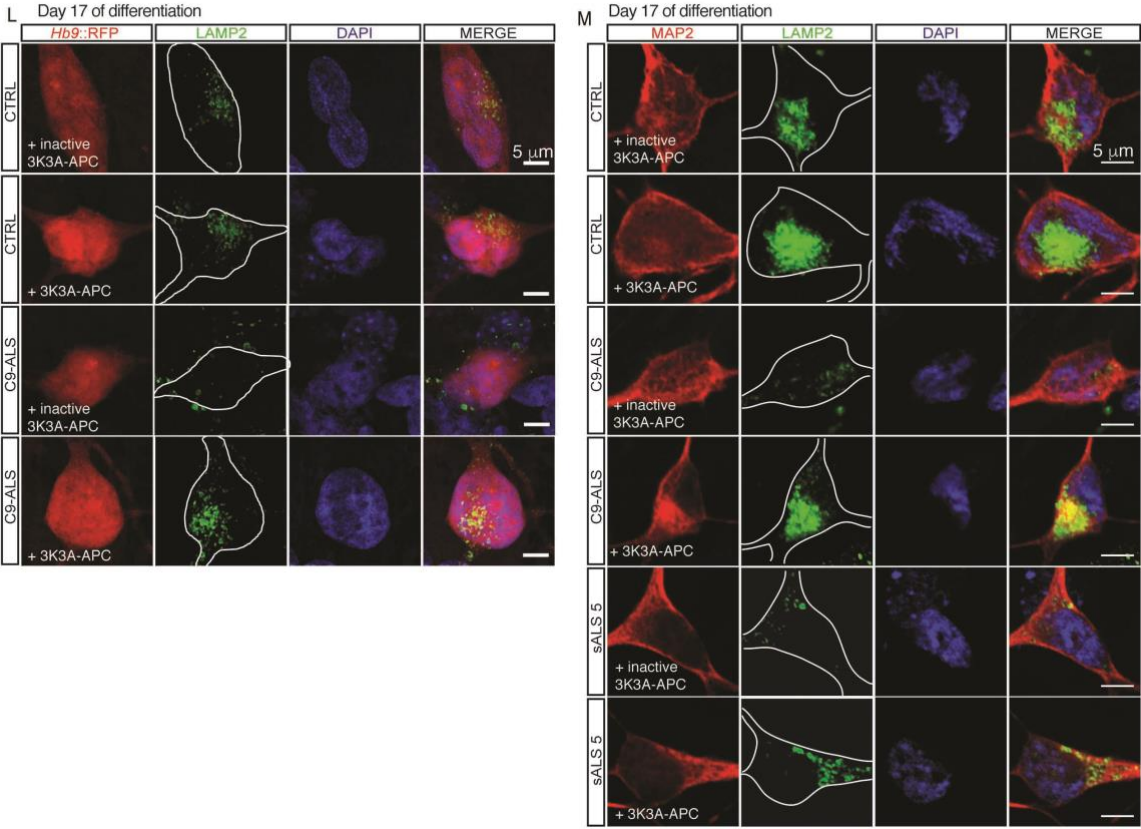 L
Day 17 of differentiation
Hb9::RFP
LAMP2
DAPI
MERGE
CTRL
+ inactive
3K3A-APC
5 μm
CTRL
+ 3K3A-APC
C9-ALS
+ inactive
3K3A-APC
C9-ALS
+ 3K3A-APC
M
Day 17 of differentiation
MAP2
LAMP2
DAPI
MERGE
CTRL
+ inactive
3K3A-APC
5 μm
CTRL
+ 3K3A-APC
C9-ALS
+ inactive
3K3A-APC
C9-ALS
+ 3K3A-APC
sALS 5
+ inactive
3K3A-APC
sALS 5
+ 3K3A-APC